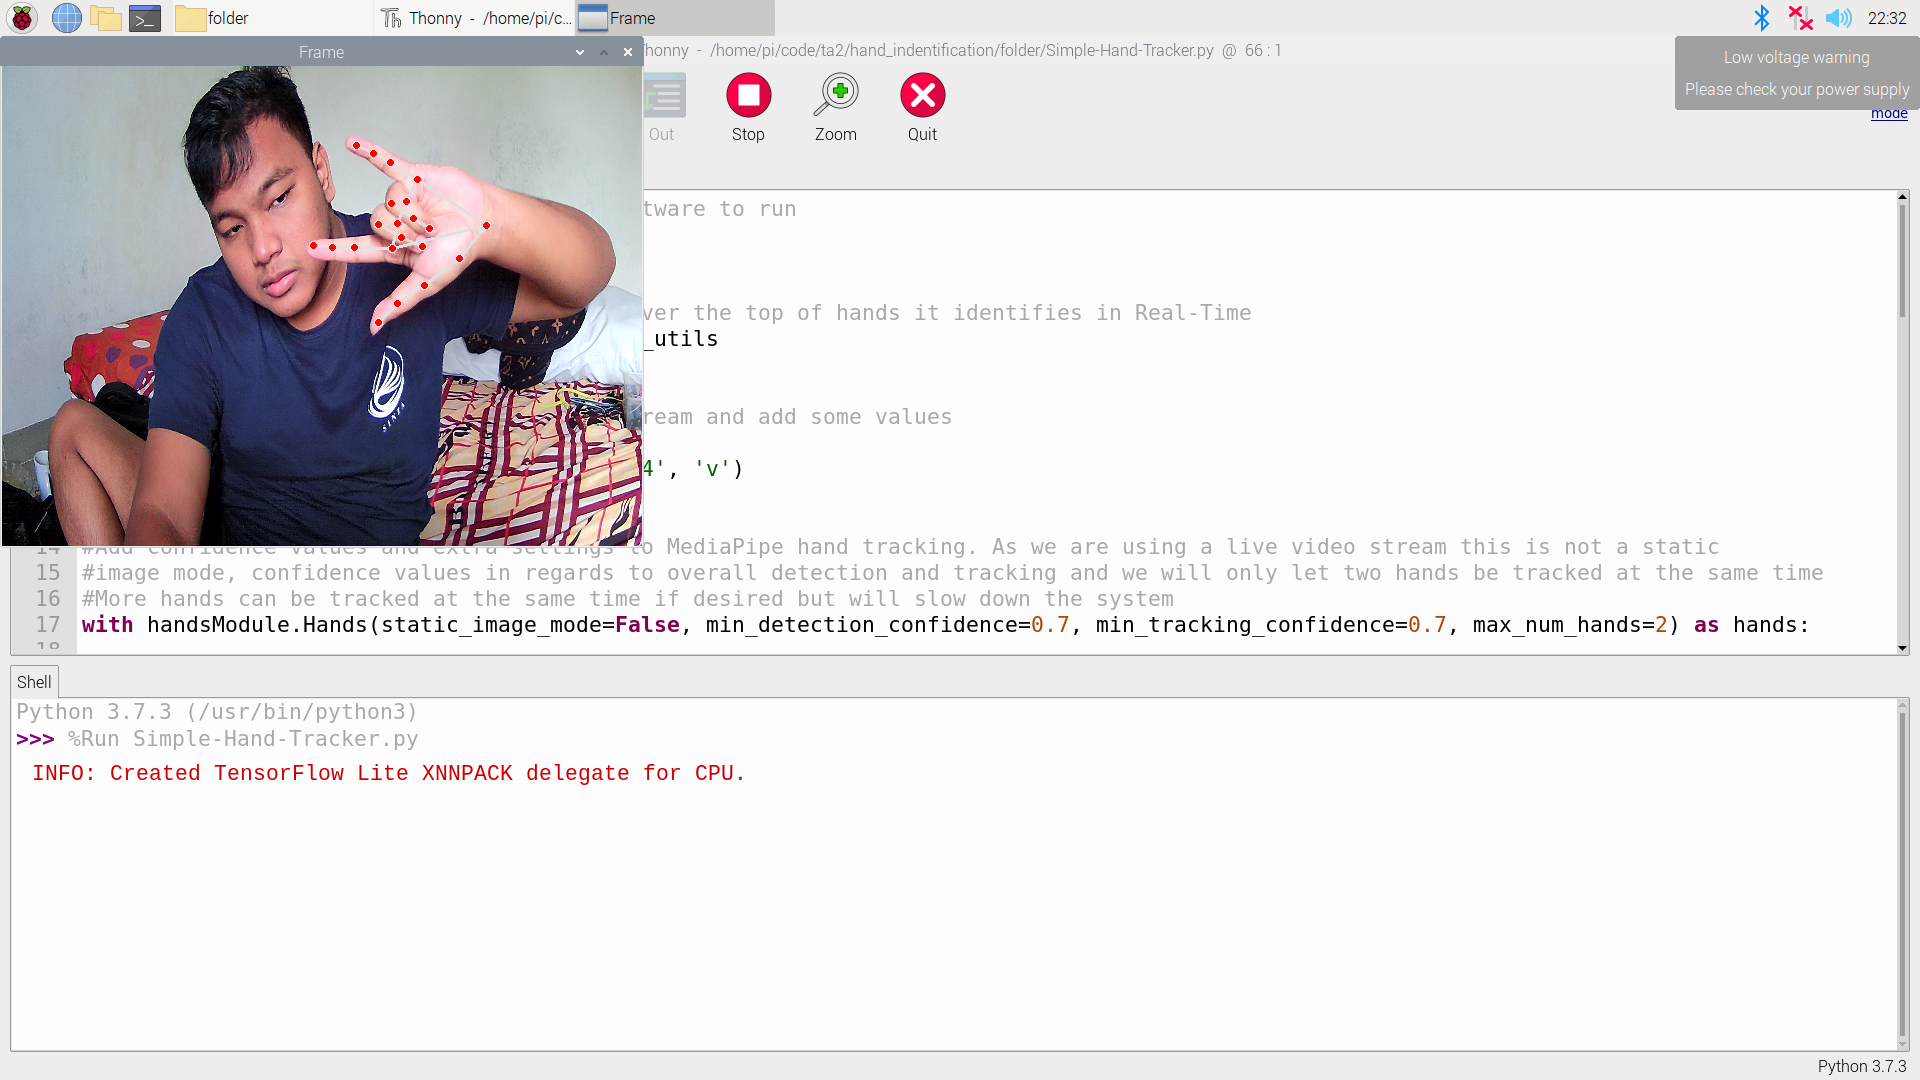 folder
Thonny - /home/pi/c...
Frame
22:32
Frame
Thonny - /home/pi/code/ta2/hand_indentification/folder/Simple-Hand-Tracker.py @ 66 : 1
Low voltage warning
Please check your power supply
mode
Out
Stop
Zoom
Quit
tware to run
ver the top of hands it identifies in Real-Time
_utils
ream and add some values
4', 'v')
SINTA
14 #Add confidence values and extra settings to MediaPipe hand tracking. As we are using a live video stream this is not a static
15 #image mode, confidence values in regards to overall detection and tracking and we will only let two hands be tracked at the same time
16 #More hands can be tracked at the same time if desired but will slow down the system
17 with handsModule.Hands(static_image_mode=False, min_detection_confidence=0.7, min_tracking_confidence=0.7, max_num_hands=2) as hands:
18
Shell
Python 3.7.3 (/usr/bin/python3)
>>> %Run Simple-Hand-Tracker.py
INFO: Created TensorFlow Lite XNNPACK delegate for CPU.
Python 3.7.3